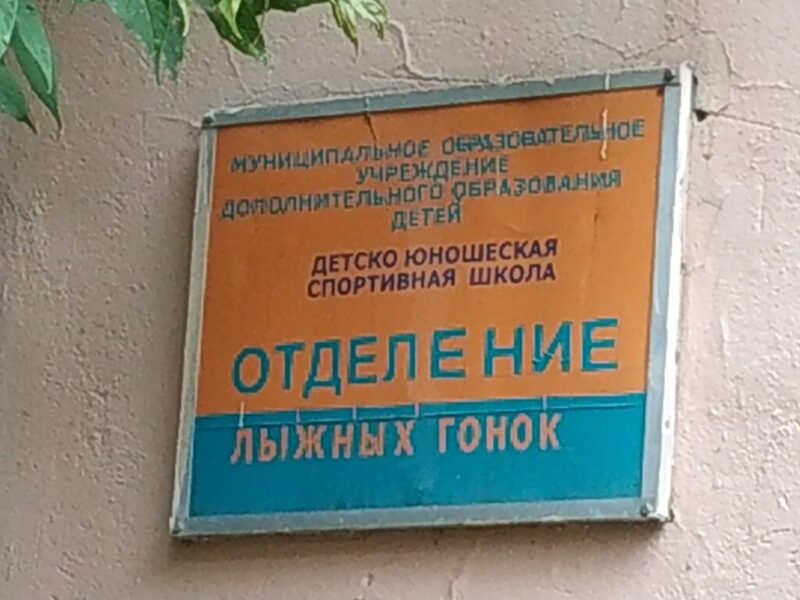 МУНИЦИПАЛЬНОЕ ОБРАЗОВАТЕЛЬНОЕ
УЧРЕЖДЕНИЕ
ДОПОЛНИТЕЛЬНОГО ОБРАЗОВАНИЯ
ДЕТЕЙ
ДЕТСКО ЮНОШЕСКАЯ
СПОРТИВНАЯ ШКОЛА
ОТДЕЛЕНИЕ
ЛЫЖНЫХ ГОНОК